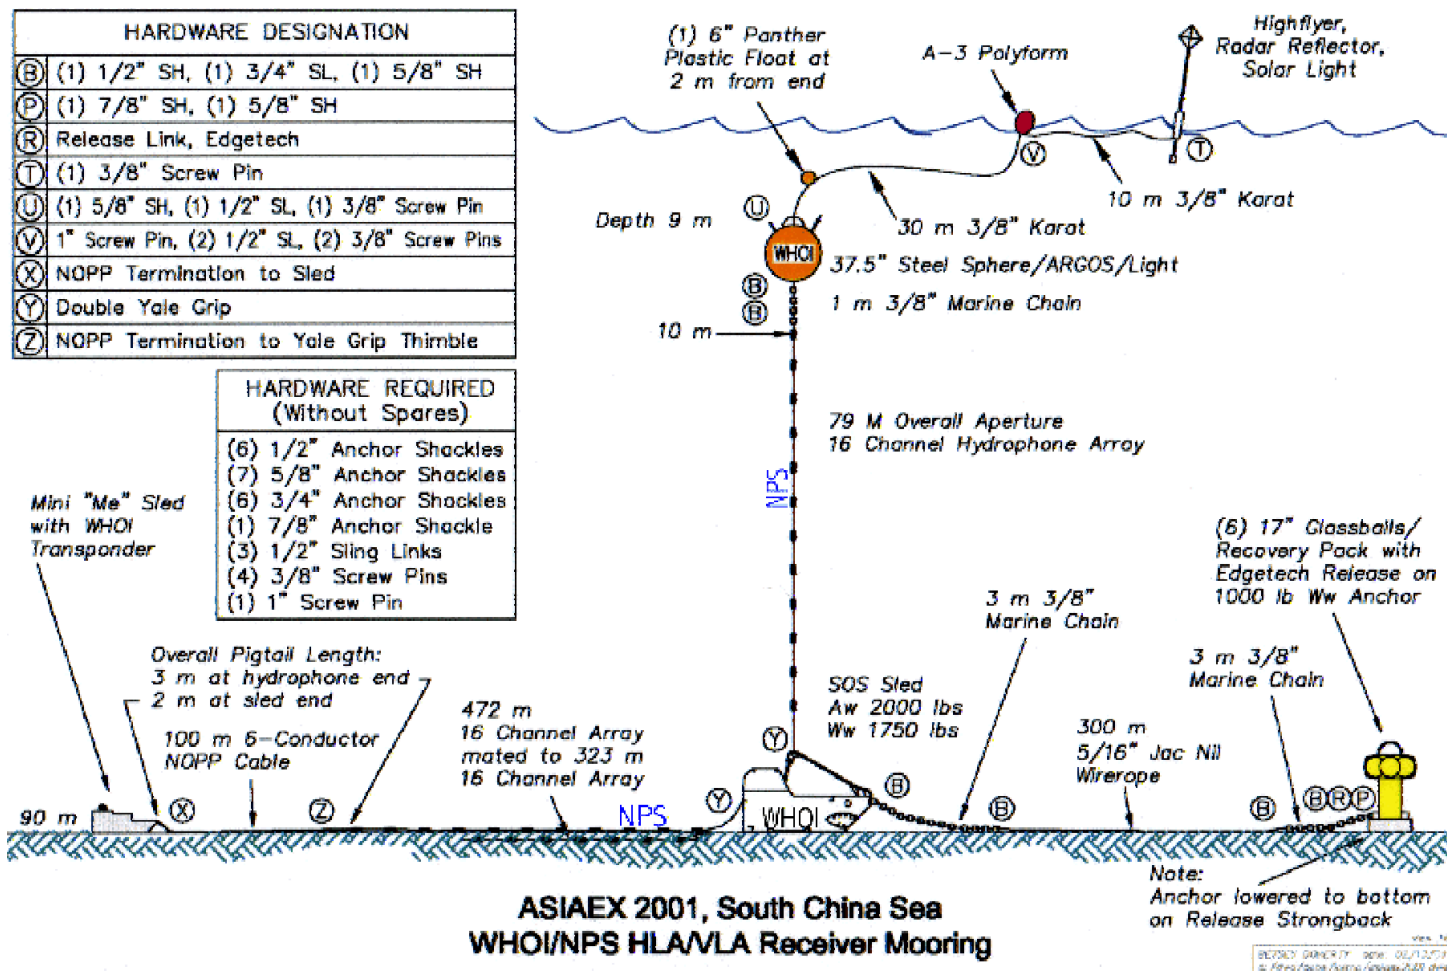 HARDWARE DESIGNATION
B (1) 1/2" SH, (1) 3/4" SL, (1) 5/8" SH
P (1) 7/8" SH, (1) 5/8" SH
R Release Link, Edgetech
T (1) 3/8" Screw Pin
U (1) 5/8" SH, (1) 1/2" SL, (1) 3/8" Screw Pin
V 1" Screw Pin, (2) 1/2" SL, (2) 3/8" Screw Pins
X NOPP Termination to Sled
Y Double Yale Grip
Z NOPP Termination to Yale Grip Thimble
HARDWARE REQUIRED
(Without Spares)
(6) 1/2" Anchor Shackles
(7) 5/8" Anchor Shackles
(6) 3/4" Anchor Shackles
(1) 7/8" Anchor Shackle
(3) 1/2" Sling Links
(4) 3/8" Screw Pins
(1) 1" Screw Pin
(1) 6" Panther
Plastic Float at
2 m from end
A-3 Polyform
Highflyer,
Radar Reflector,
Solar Light
V
T
10 m 3/8" Karat
30 m 3/8" Karat
Depth 9 m
U
WHOI
37.5" Steel Sphere/ARGOS/Light
B
B
1 m 3/8" Marine Chain
10 m
79 M Overall Aperture
16 Channel Hydrophone Array
NPS
Mini "Me" Sled
with WHOI
Transponder
Overall Pigtail Length:
3 m at hydrophone end
2 m at sled end
100 m 6-Conductor
NOPP Cable
472 m
16 Channel Array
mated to 323 m
16 Channel Array
SOS Sled
Aw 2000 lbs
Ww 1750 lbs
3 m 3/8"
Marine Chain
300 m
5/16" Jac Nil
Wirerope
3 m 3/8"
Marine Chain
(6) 17" Glassballs/
Recovery Pack with
Edgetech Release on
1000 lb Ww Anchor
90 m
X
Z
NPS
Y
Y
WHOI
B
B
B
B R P
Note:
Anchor lowered to bottom
on Release Strongback
ASIAEX 2001, South China Sea
WHOI/NPS HLA/VLA Receiver Mooring